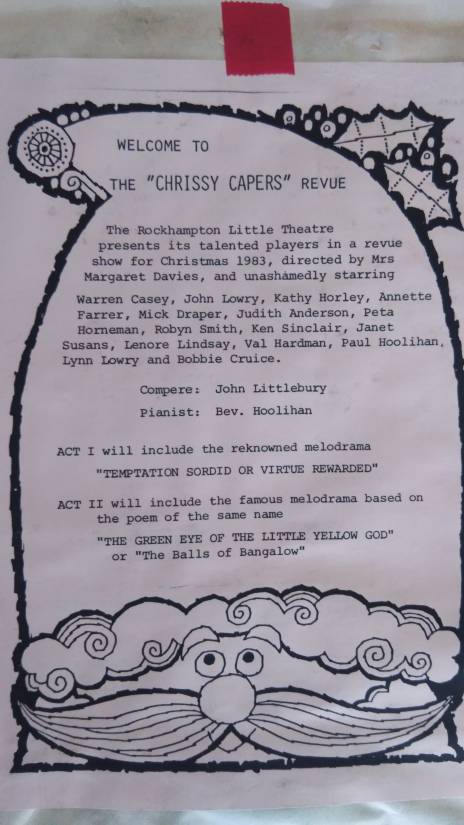 WELCOME TO
THE "CHRISSY CAPERS" REVUE
The Rockhampton Little Theatre
presents its talented players in a revue
show for Christmas 1983, directed by Mrs
Margaret Davies, and unashamedly starring
Warren Casey, John Lowry, Kathy Horley, Annette
Farrer, Mick Draper, Judith Anderson, Peta
Horneman, Robyn Smith, Ken Sinclair, Janet
Susans, Lenore Lindsay, Val Hardman, Paul Hoolihan,
Lynn Lowry and Bobbie Cruice.
Compere: John Littlebury
Pianist: Bev. Hoolihan
ACT I will include the reknowned melodrama
"TEMPTATION SORDID OR VIRTUE REWARDED"
ACT II will include the famous melodrama based on
the poem of the same name
"THE GREEN EYE OF THE LITTLE YELLOW GOD"
or "The Balls of Bangalow"